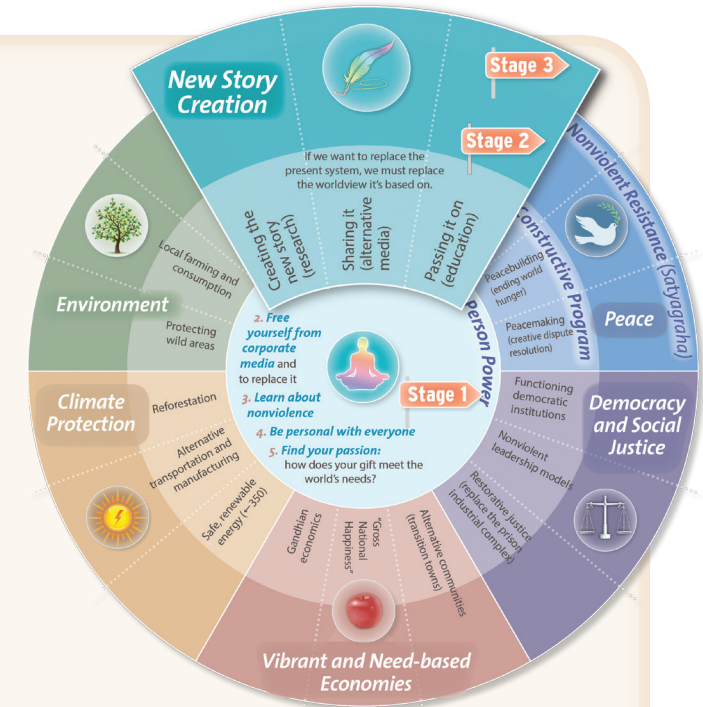 New Story
Creation
Stage 3
Stage 2
If we want to replace the
present system, we must replace
the worldview it's based on.
Creating the
new story
(research)
Sharing it
(alternative
media)
Passing it on
(education)
Nonviolent Resistance (Satyagraha)
Constructive Program
Person Power
Peacebuilding
(ending world
hunger)
Peacemaking
(creative dispute
resolution)
Peace
Local farming and
consumption
Environment
Protecting
wild areas
2. Free
yourself from
corporate
media and
to replace it
3. Learn about
nonviolence
4. Be personal with everyone
5. Find your passion:
how does your gift meet the
world's needs?
Stage 1
Climate
Protection
Reforestation
Alternative
transportation and
manufacturing
Safe, renewable
energy (←350)
Functioning
democratic
institutions
Nonviolent
leadership models
Restorative justice
(replace the prison
industrial complex)
Democracy
and Social
Justice
Gandhian
economics
"Gross
National
Happiness"
Alternative communities
(transition towns)
Vibrant and Need-based
Economies